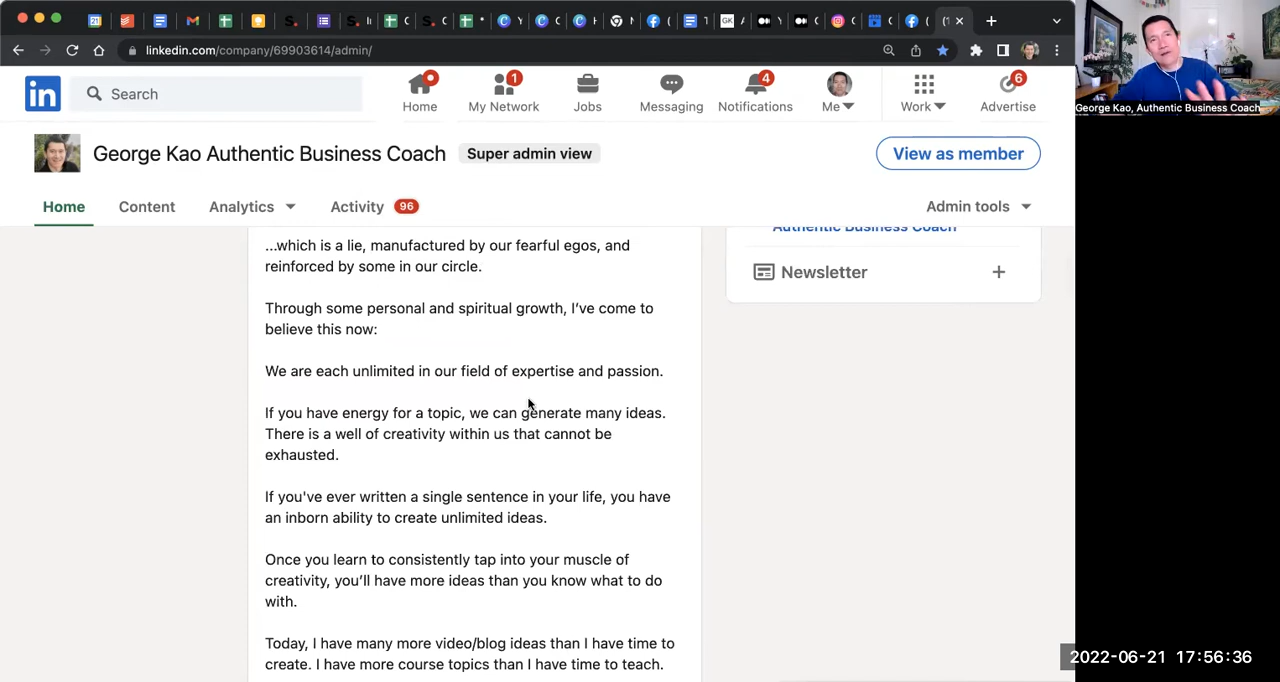 21
S.
S.
I
C
S.
C
*
Y
C
H
N
(
T
GK
A
Y
C
C
C
(
(1
linkedin.com/company/69903614/admin/
in
Search
Home
1
My Network
Jobs
Messaging
4
Notifications
Me
Work
6
Advertise
George Kao, Authentic Business Coach
George Kao Authentic Business Coach
Super admin view
View as member
Home
Content
Analytics
Activity
96
Admin tools
...which is a lie, manufactured by our fearful egos, and
reinforced by some in our circle.
Authentic Business Coach
Newsletter
Through some personal and spiritual growth, I’ve come to
believe this now:
We are each unlimited in our field of expertise and passion.
If you have energy for a topic, we can generate many ideas.
There is a well of creativity within us that cannot be
exhausted.
If you've ever written a single sentence in your life, you have
an inborn ability to create unlimited ideas.
Once you learn to consistently tap into your muscle of
creativity, you’ll have more ideas than you know what to do
with.
Today, I have many more video/blog ideas than I have time to
create. I have more course topics than I have time to teach.
2022-06-21 17:56:36